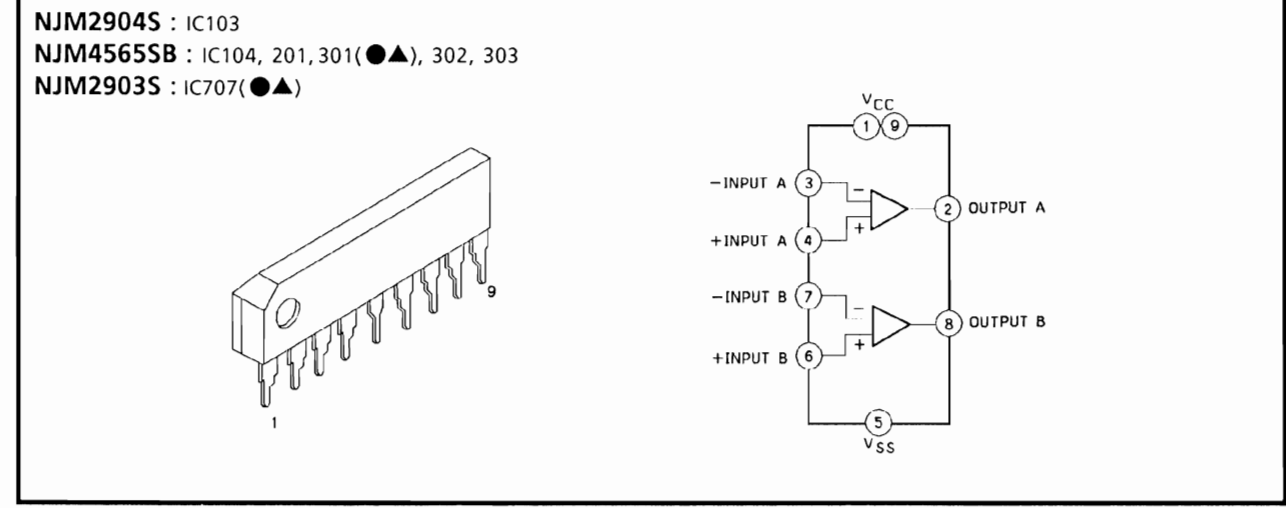 NJM2904S : IC103
NJM4565SB : IC104, 201, 301(●▲), 302, 303
NJM2903S : IC707(●▲)
1
9
VCC
1 9
−INPUT A 3
−
+INPUT A 4
+
2 OUTPUT A
−INPUT B 7
−
+INPUT B 6
+
8 OUTPUT B
5
VSS